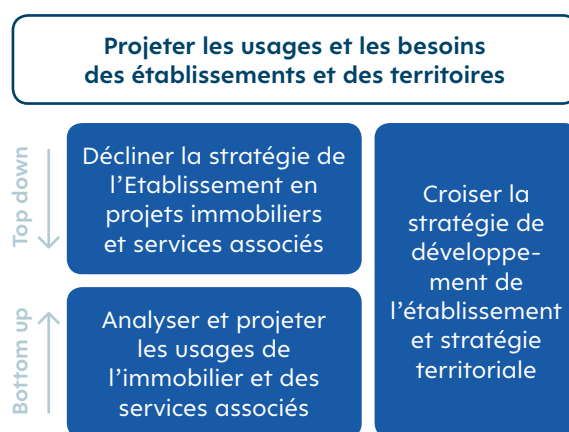 Projeter les usages et les besoins
des établissements et des territoires
Top down
Décliner la stratégie de
l’Etablissement en
projets immobiliers
et services associés
Bottom up
Analyser et projeter
les usages de
l’immobilier et des
services associés
Croiser la
stratégie de
développe-
ment de
l’établissement
et stratégie
territoriale